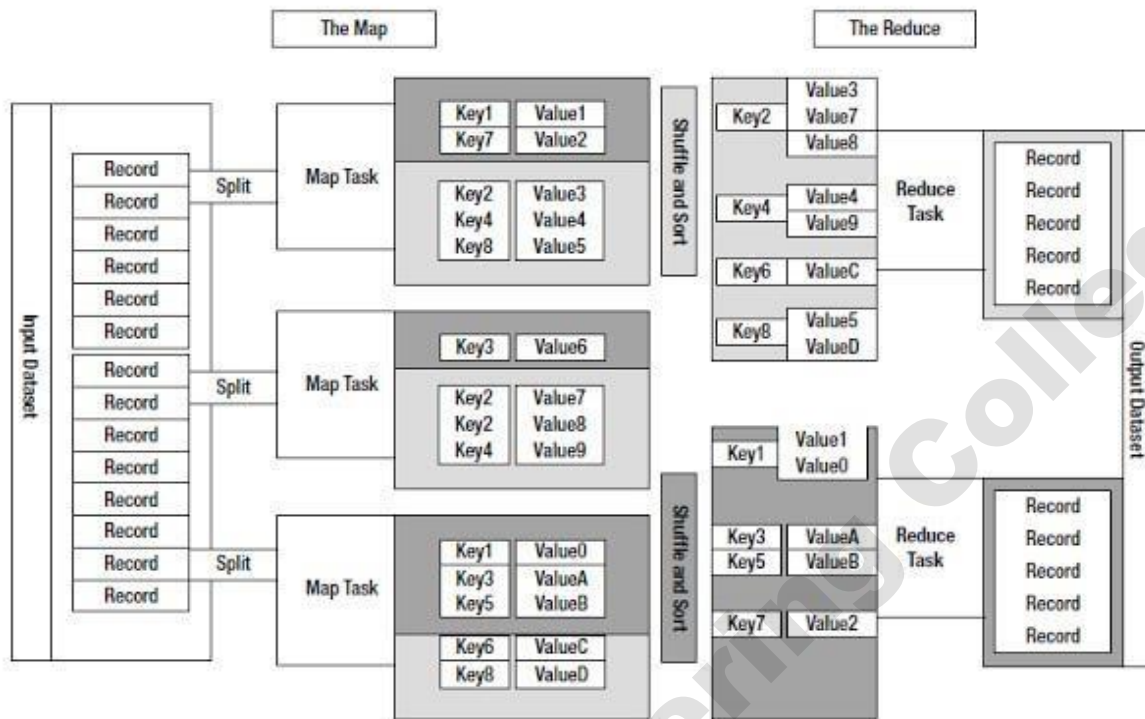 The Map
The Reduce
Input Dataset
Record
Record
Record
Record
Record
Record
Record
Record
Record
Record
Record
Record
Record
Record
Split
Split
Split
Map Task
Key1 Value1
Key7 Value2
Key2 Value3
Key4 Value4
Key8 Value5
Map Task
Key3 Value6
Key2 Value7
Key2 Value8
Key4 Value9
Map Task
Key1 Value0
Key3 ValueA
Key5 ValueB
Key6 ValueC
Key8 ValueD
Shuffle and Sort
Shuffle and Sort
Key2
Value3
Value7
Value8
Key4
Value4
Value9
Key6 ValueC
Key8
Value5
ValueD
Reduce
Task
Record
Record
Record
Record
Record
Key1
Value1
Value0
Key3 ValueA
Key5 ValueB
Key7 Value2
Reduce
Task
Record
Record
Record
Record
Record
Output Dataset
ering Colle